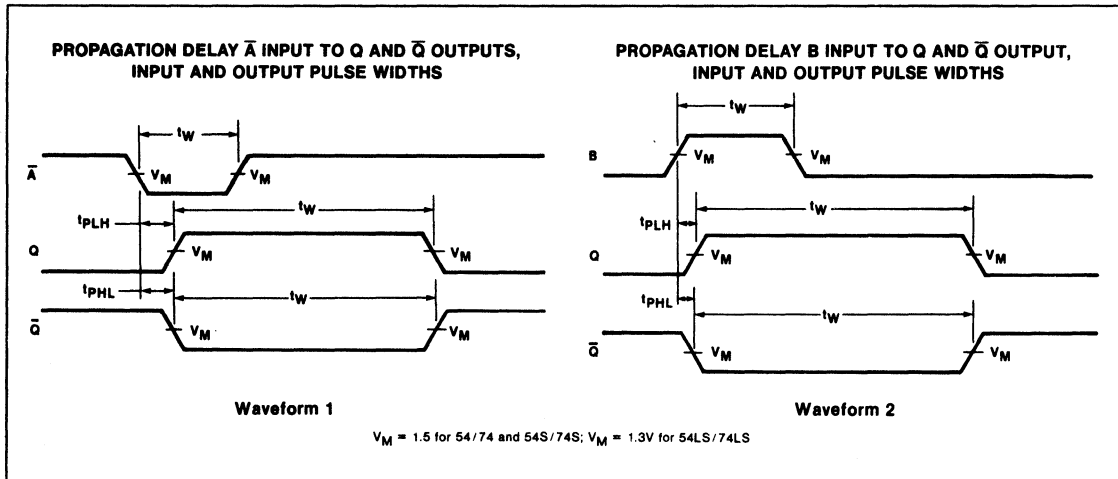 PROPAGATION DELAY A̅ INPUT TO Q AND Q̅ OUTPUTS,
INPUT AND OUTPUT PULSE WIDTHS
tW
A̅
VM
VM
tPLH
tW
Q
VM
VM
tPHL
tW
Q̅
VM
VM
Waveform 1
PROPAGATION DELAY B INPUT TO Q AND Q̅ OUTPUT,
INPUT AND OUTPUT PULSE WIDTHS
tW
B
VM
VM
tPLH
tW
Q
VM
VM
tPHL
tW
Q̅
VM
VM
Waveform 2
VM = 1.5 for 54/74 and 54S/74S; VM = 1.3V for 54LS/74LS